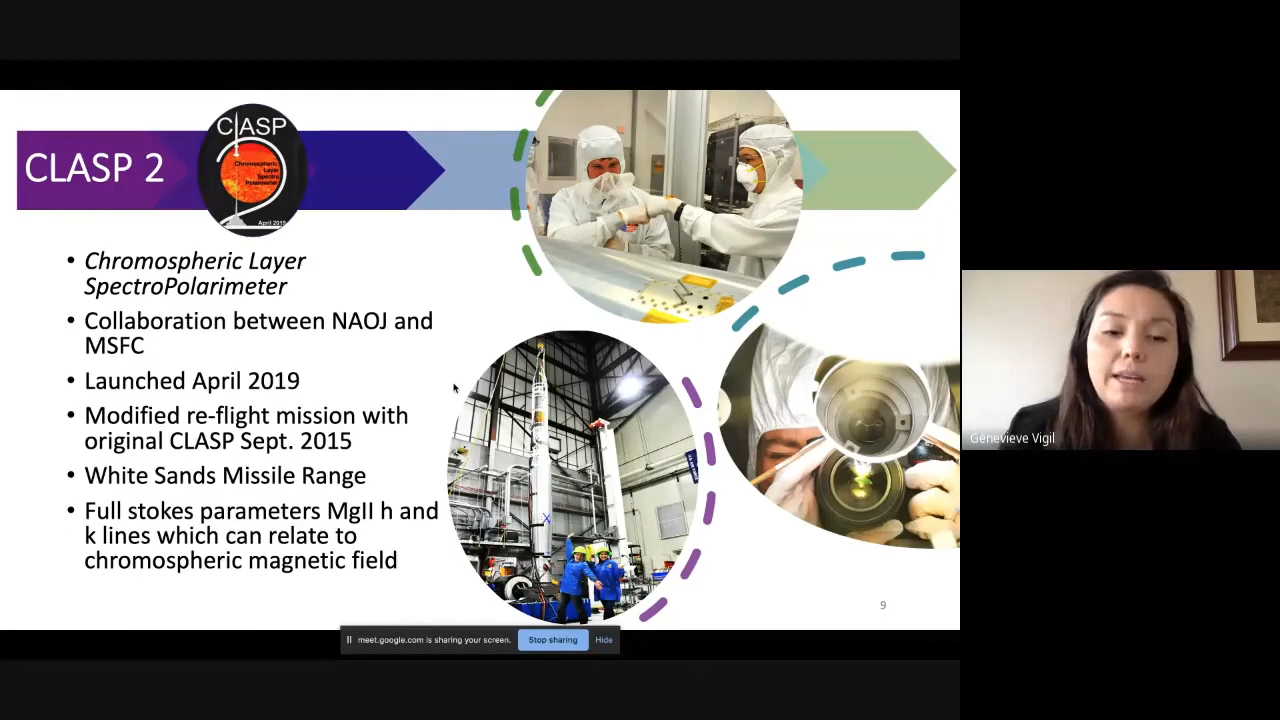 CLASP 2
CLASP
Chromospheric
Layer
Spectro
Polarimeter
April 2019
• Chromospheric Layer
SpectroPolarimeter
• Collaboration between NAOJ and
MSFC
• Launched April 2019
• Modified re-flight mission with
original CLASP Sept. 2015
• White Sands Missile Range
• Full stokes parameters MgII h and
k lines which can relate to
chromospheric magnetic field
9
meet.google.com is sharing your screen.
Stop sharing
Hide
Genevieve Vigil